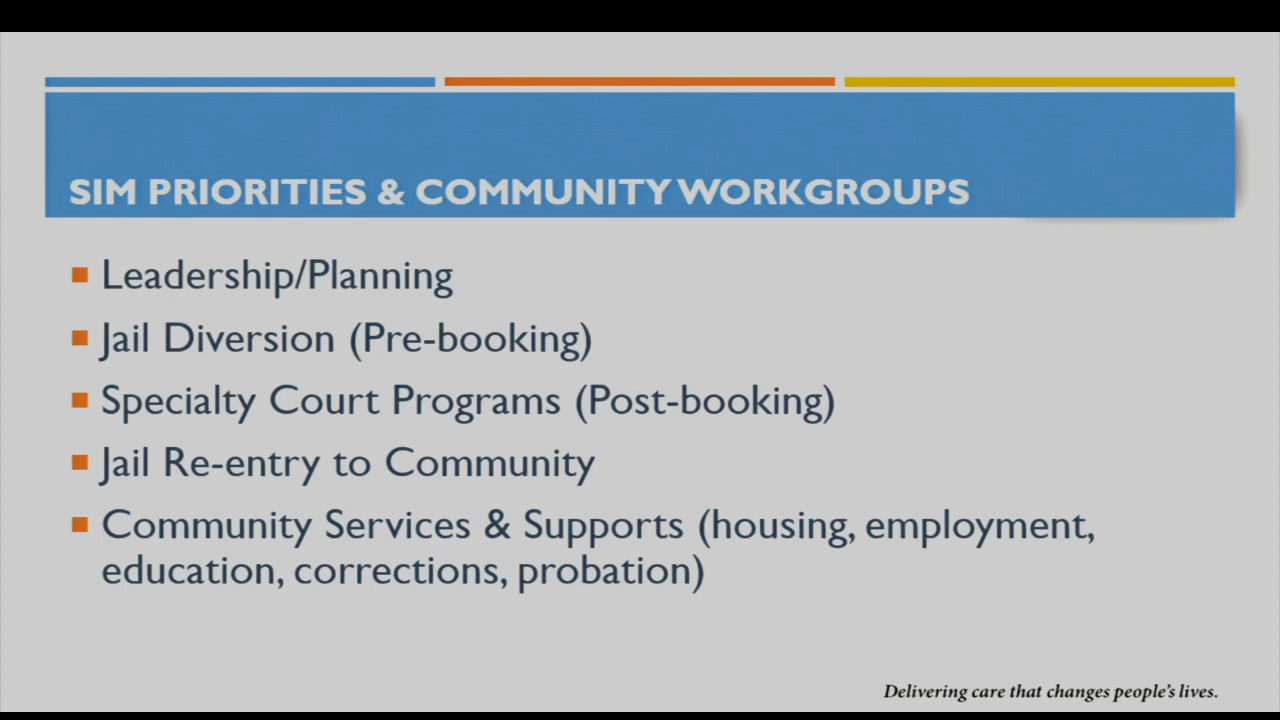 SIM PRIORITIES & COMMUNITY WORKGROUPS
Leadership/Planning
Jail Diversion (Pre-booking)
Specialty Court Programs (Post-booking)
Jail Re-entry to Community
Community Services & Supports (housing, employment,
education, corrections, probation)
Delivering care that changes people's lives.